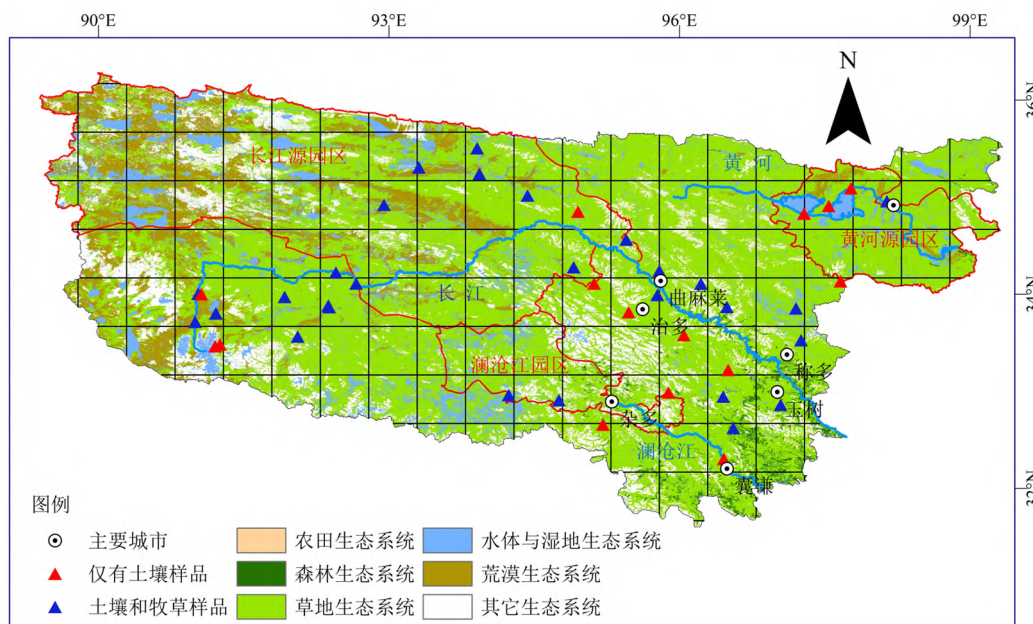 90°E 93°E 96°E 99°E
N
36°N
长江源园区
黄 河
黄河源园区
34°N
长 江
曲麻莱
治多
称多
澜沧江园区
玉树
杂多
澜沧江
囊谦
32°N
图例
主要城市 农田生态系统 水体与湿地生态系统
仅有土壤样品 森林生态系统 荒漠生态系统
土壤和牧草样品 草地生态系统 其它生态系统